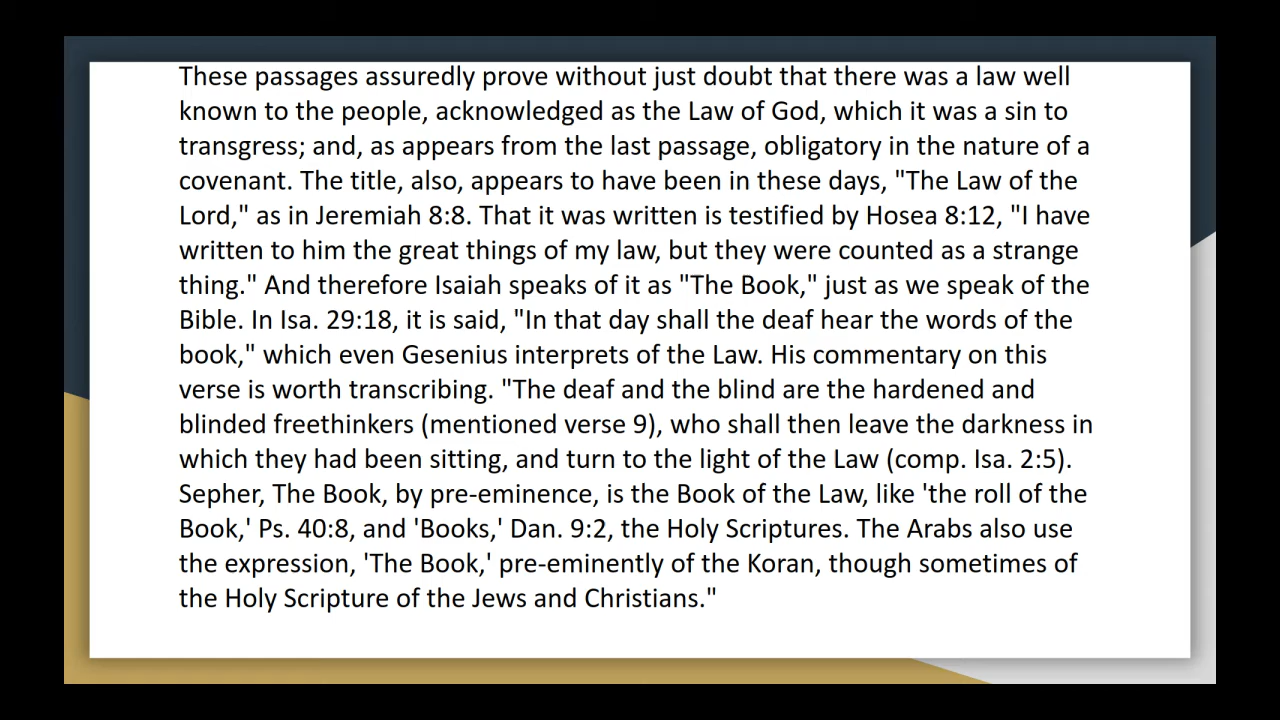 These passages assuredly prove without just doubt that there was a law well
known to the people, acknowledged as the Law of God, which it was a sin to
transgress; and, as appears from the last passage, obligatory in the nature of a
covenant. The title, also, appears to have been in these days, "The Law of the
Lord," as in Jeremiah 8:8. That it was written is testified by Hosea 8:12, "I have
written to him the great things of my law, but they were counted as a strange
thing." And therefore Isaiah speaks of it as "The Book," just as we speak of the
Bible. In Isa. 29:18, it is said, "In that day shall the deaf hear the words of the
book," which even Gesenius interprets of the Law. His commentary on this
verse is worth transcribing. "The deaf and the blind are the hardened and
blinded freethinkers (mentioned verse 9), who shall then leave the darkness in
which they had been sitting, and turn to the light of the Law (comp. Isa. 2:5).
Sepher, The Book, by pre-eminence, is the Book of the Law, like 'the roll of the
Book,' Ps. 40:8, and 'Books,' Dan. 9:2, the Holy Scriptures. The Arabs also use
the expression, 'The Book,' pre-eminently of the Koran, though sometimes of
the Holy Scripture of the Jews and Christians."